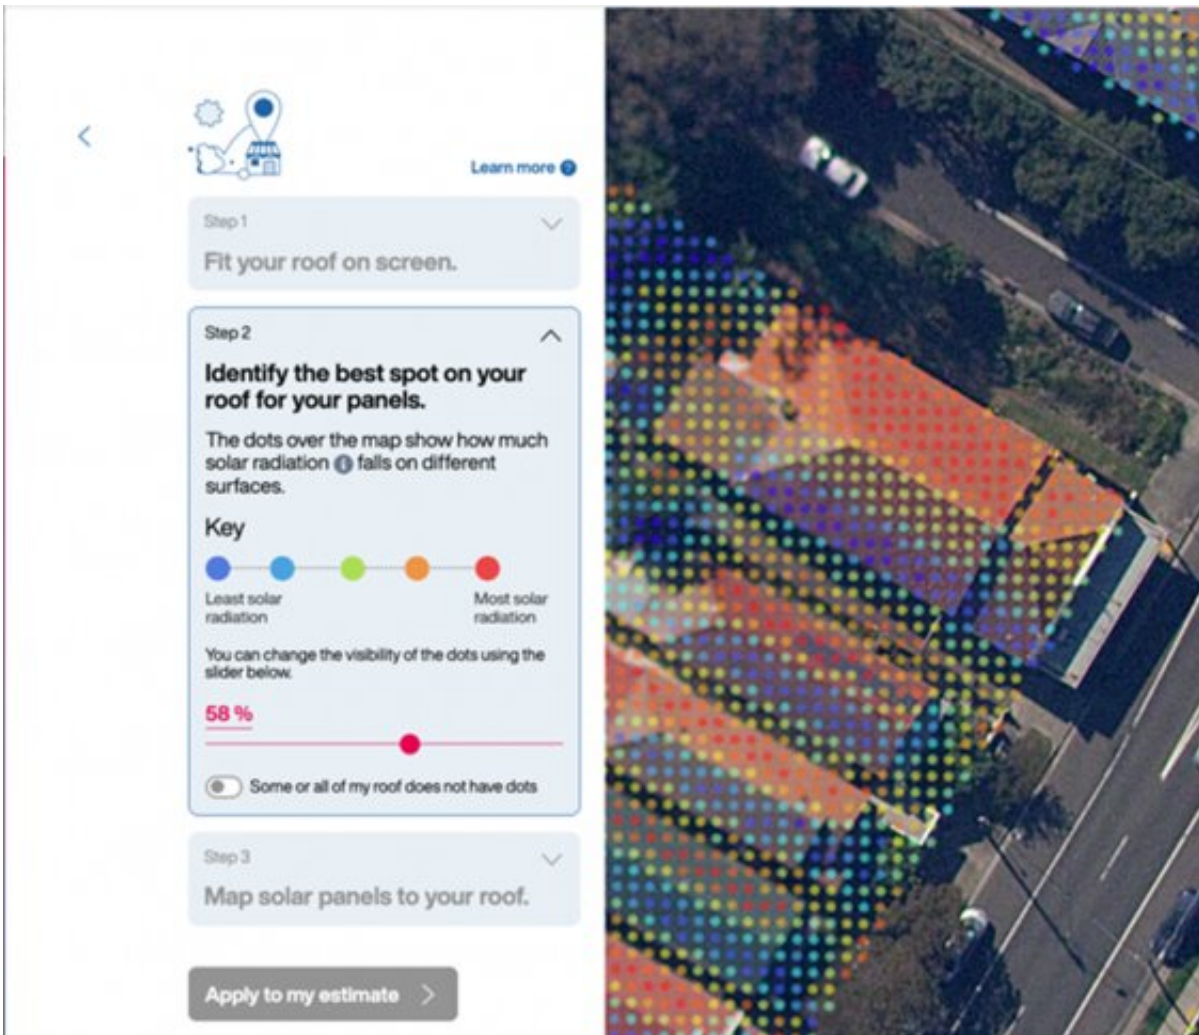 Learn more
Step 1
Fit your roof on screen.
Step 2
Identify the best spot on your
roof for your panels.
The dots over the map show how much
solar radiation falls on different
surfaces.
Key
Least solar
radiation
Most solar
radiation
You can change the visibility of the dots using the
slider below.
58 %
Some or all of my roof does not have dots
Step 3
Map solar panels to your roof.
Apply to my estimate